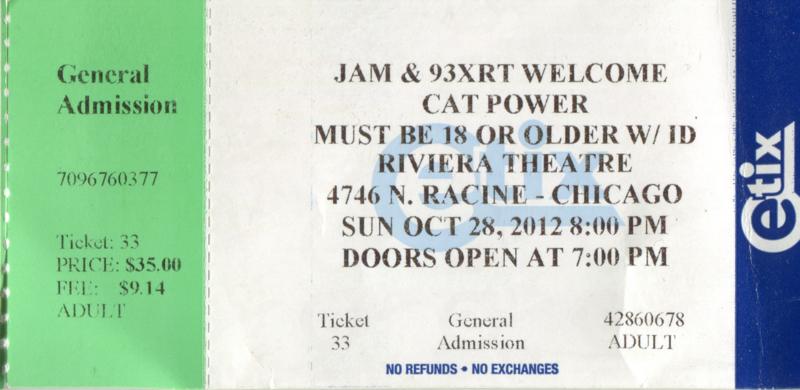 General
Admission
7096760377
Ticket: 33
PRICE: $35.00
FEE: $9.14
ADULT
JAM & 93XRT WELCOME
CAT POWER
MUST BE 18 OR OLDER W/ ID
RIVIERA THEATRE
4746 N. RACINE - CHICAGO
SUN OCT 28, 2012 8:00 PM
DOORS OPEN AT 7:00 PM
Ticket General 42860678
33 Admission ADULT
NO REFUNDS • NO EXCHANGES
etix
etix